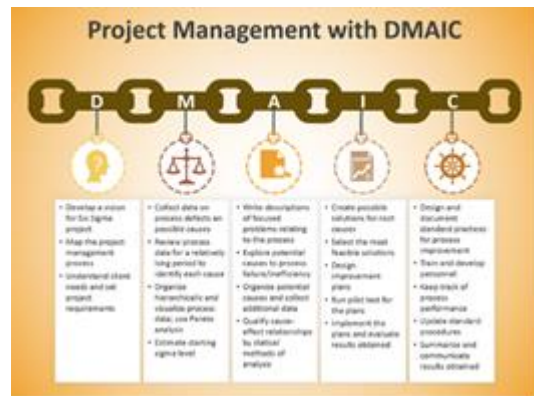 Project Management with DMAIC
D M A I C
• Develop a vision
for Six Sigma
project
• Map the project
management
process
• Understand client
needs and set
project
requirements
• Collect data on
process defects an
possible causes
• Review process
data for a relatively
long period to
identify each cause
• Organize
hierarchically and
visualize process
data; use Pareto
analysis
• Estimate starting
sigma level
• Write descriptions
of focused
problems relating
to the process
• Explore potential
causes to process
failure/inefficiency
• Organize potential
causes and collect
additional data
• Qualify cause-
effect relationships
by statical
methods of
analysis
• Create possible
solutions for root
causes
• Select the most
feasible solutions
• Design
improvement
plans
• Run pilot test for
the plans
• Implement the
plans and evaluate
results obtained
• Design and
document
standard practices
for process
improvement
• Train and develop
personnel
• Keep track of
process
performance
• Update standard
procedures
• Summarize and
communicate
results obtained